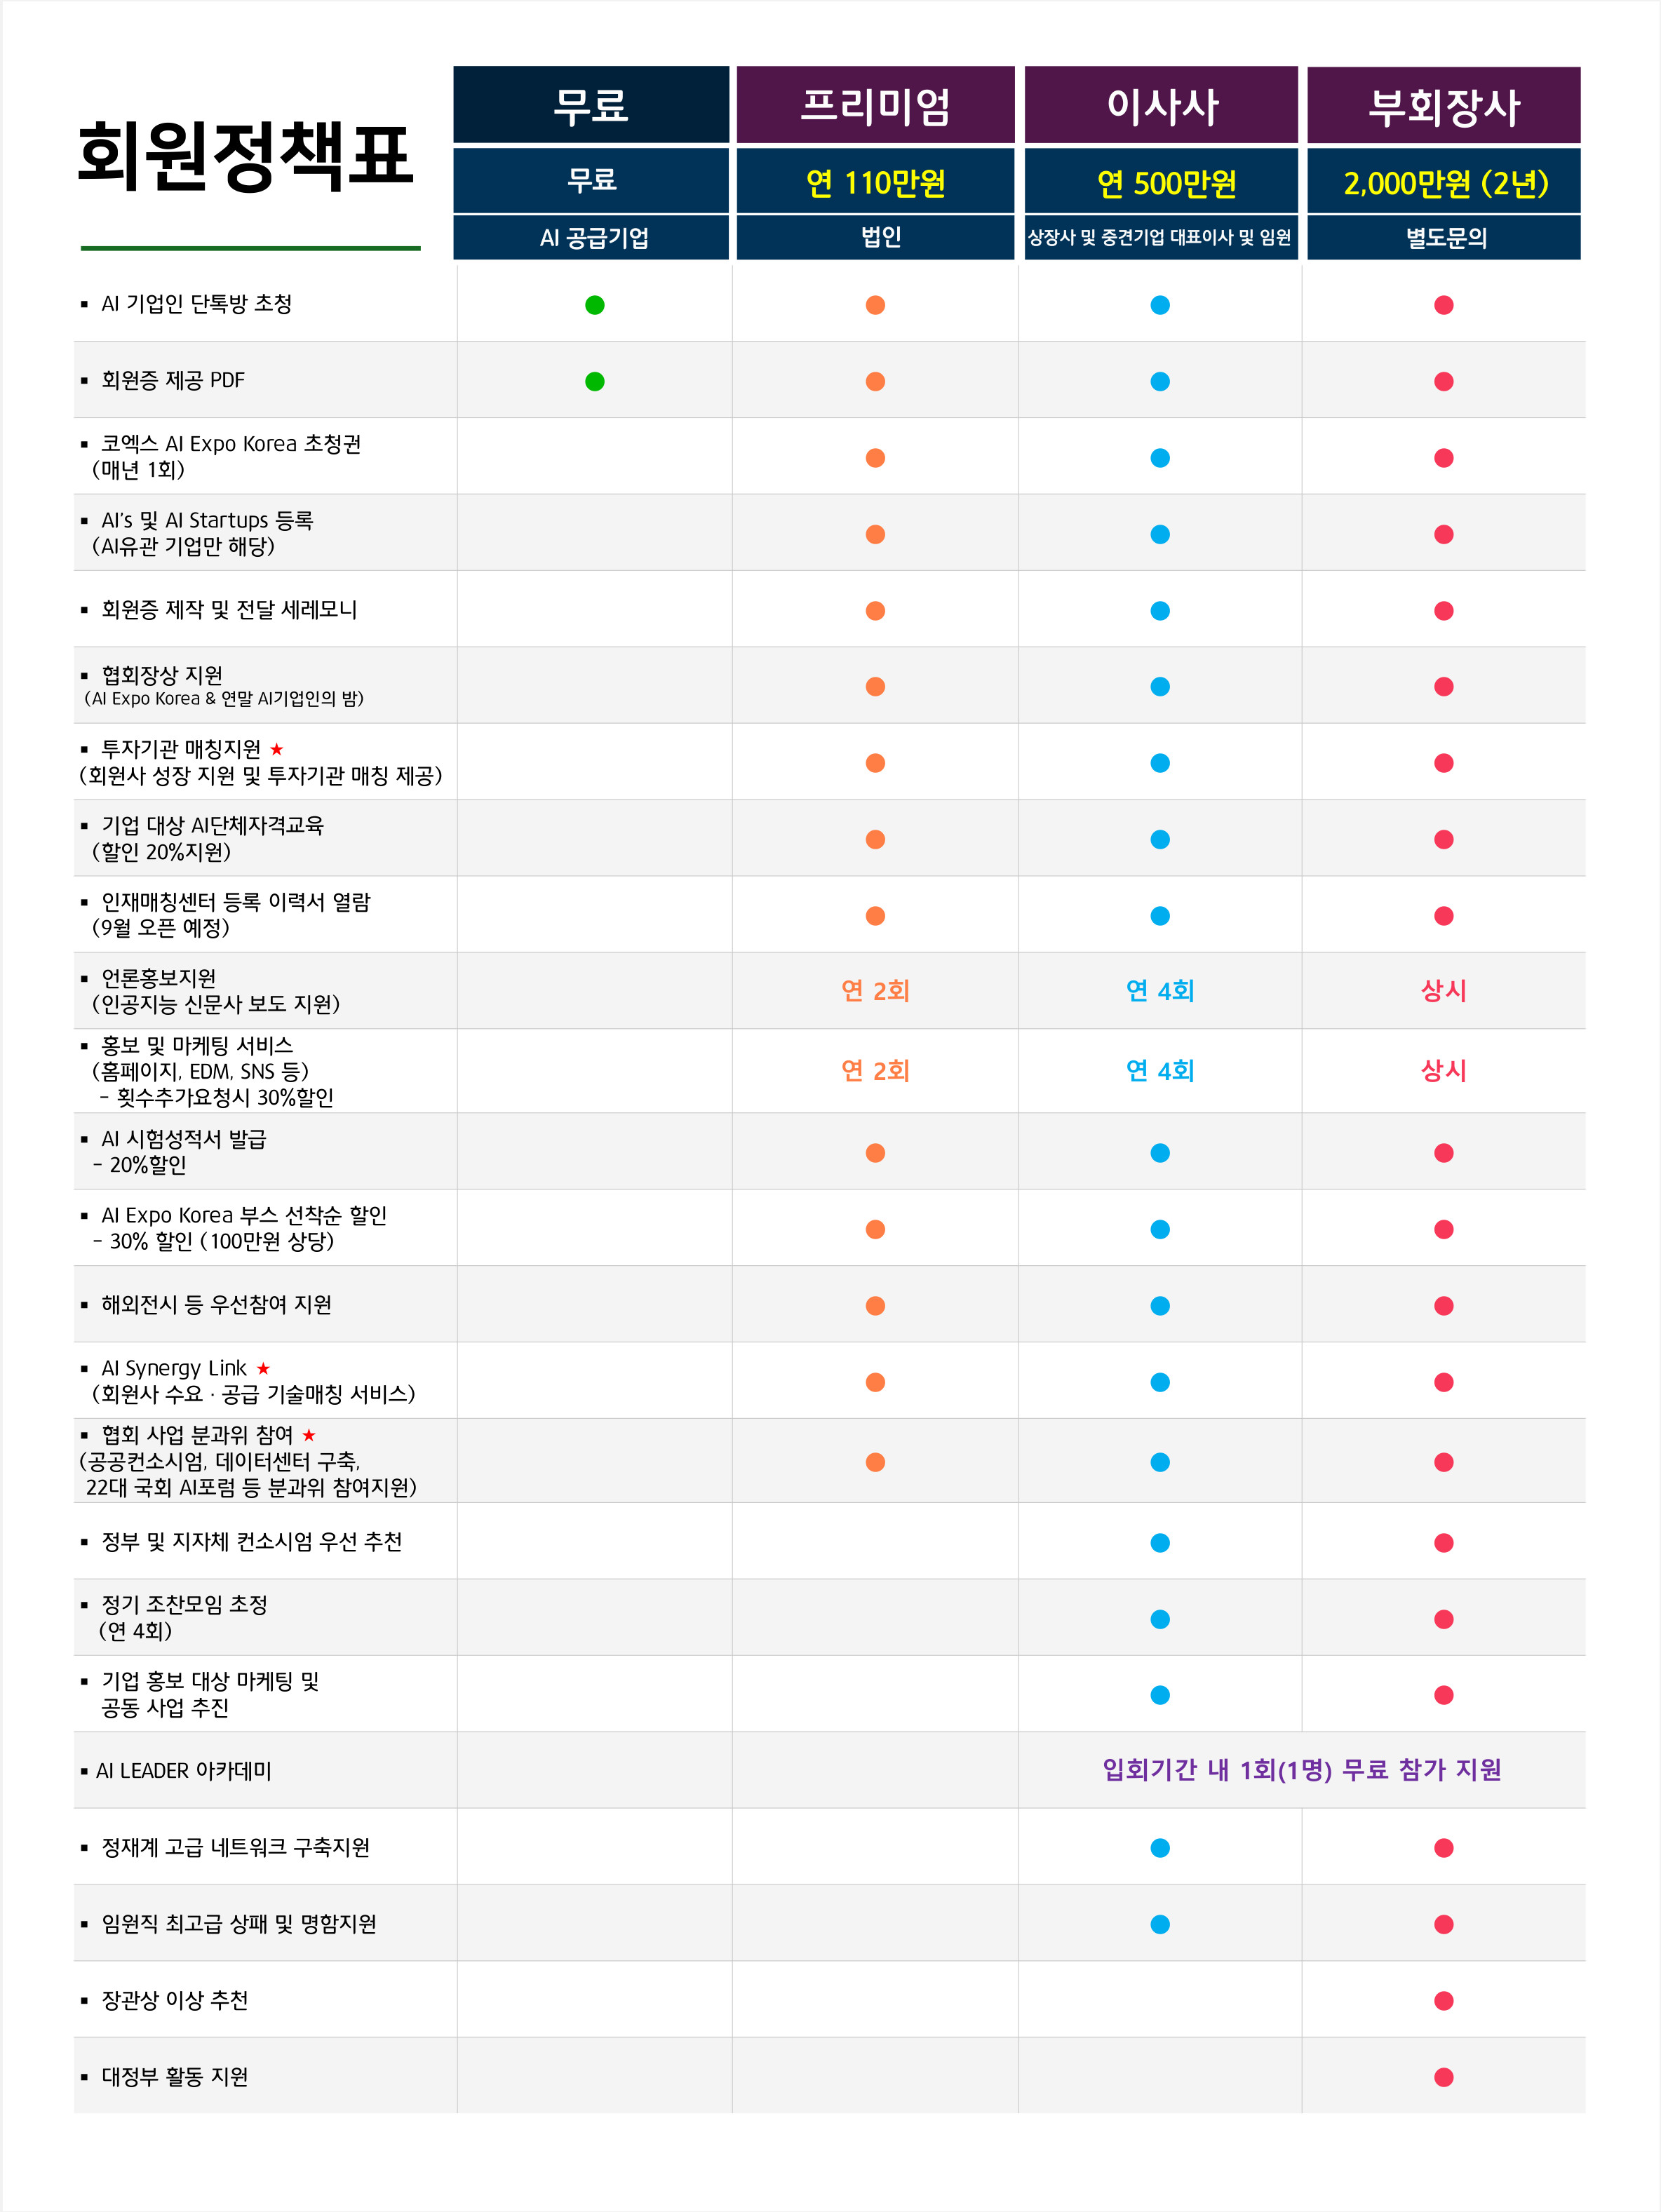 회원정책표
무료
프리미엄
이사사
부회장사
무료
연 110만원
연 500만원
2,000만원 (2년)
AI 공급기업
법인
상장사 및 중견기업 대표이사 및 임원
별도문의
▪ AI 기업인 단톡방 초청
▪ 회원증 제공 PDF
▪ 코엑스 AI Expo Korea 초청권
(매년 1회)
▪ AI's 및 AI Startups 등록
(AI유관 기업만 해당)
▪ 회원증 제작 및 전달 세레모니
▪ 협회장상 지원
(AI Expo Korea & 연말 AI기업인의 밤)
▪ 투자기관 매칭지원 ★
(회원사 성장 지원 및 투자기관 매칭 제공)
▪ 기업 대상 AI단체자격교육
(할인 20%지원)
▪ 인재매칭센터 등록 이력서 열람
(9월 오픈 예정)
▪ 언론홍보지원
(인공지능 신문사 보도 지원)
연 2회
연 4회
상시
▪ 홍보 및 마케팅 서비스
(홈페이지, EDM, SNS 등)
- 횟수추가요청시 30%할인
연 2회
연 4회
상시
▪ AI 시험성적서 발급
- 20%할인
▪ AI Expo Korea 부스 선착순 할인
- 30% 할인 (100만원 상당)
▪ 해외전시 등 우선참여 지원
▪ AI Synergy Link ★
(회원사 수요 · 공급 기술매칭 서비스)
▪ 협회 사업 분과위 참여 ★
(공공컨소시엄, 데이터센터 구축,
22대 국회 AI포럼 등 분과위 참여지원)
▪ 정부 및 지자체 컨소시엄 우선 추천
▪ 정기 조찬모임 초정
(연 4회)
▪ 기업 홍보 대상 마케팅 및
공동 사업 추진
▪ AI LEADER 아카데미
입회기간 내 1회(1명) 무료 참가 지원
▪ 정재계 고급 네트워크 구축지원
▪ 임원직 최고급 상패 및 명함지원
▪ 장관상 이상 추천
▪ 대정부 활동 지원